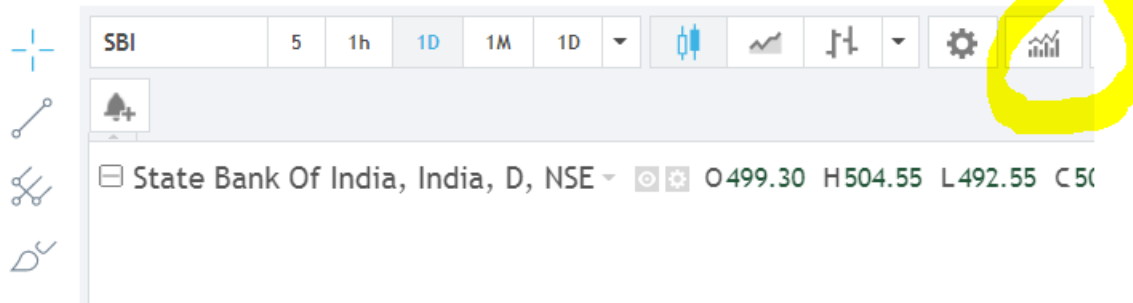 SBI 5 1h 1D 1M 1D
State Bank Of India, India, D, NSE O499.30 H504.55 L492.55 C